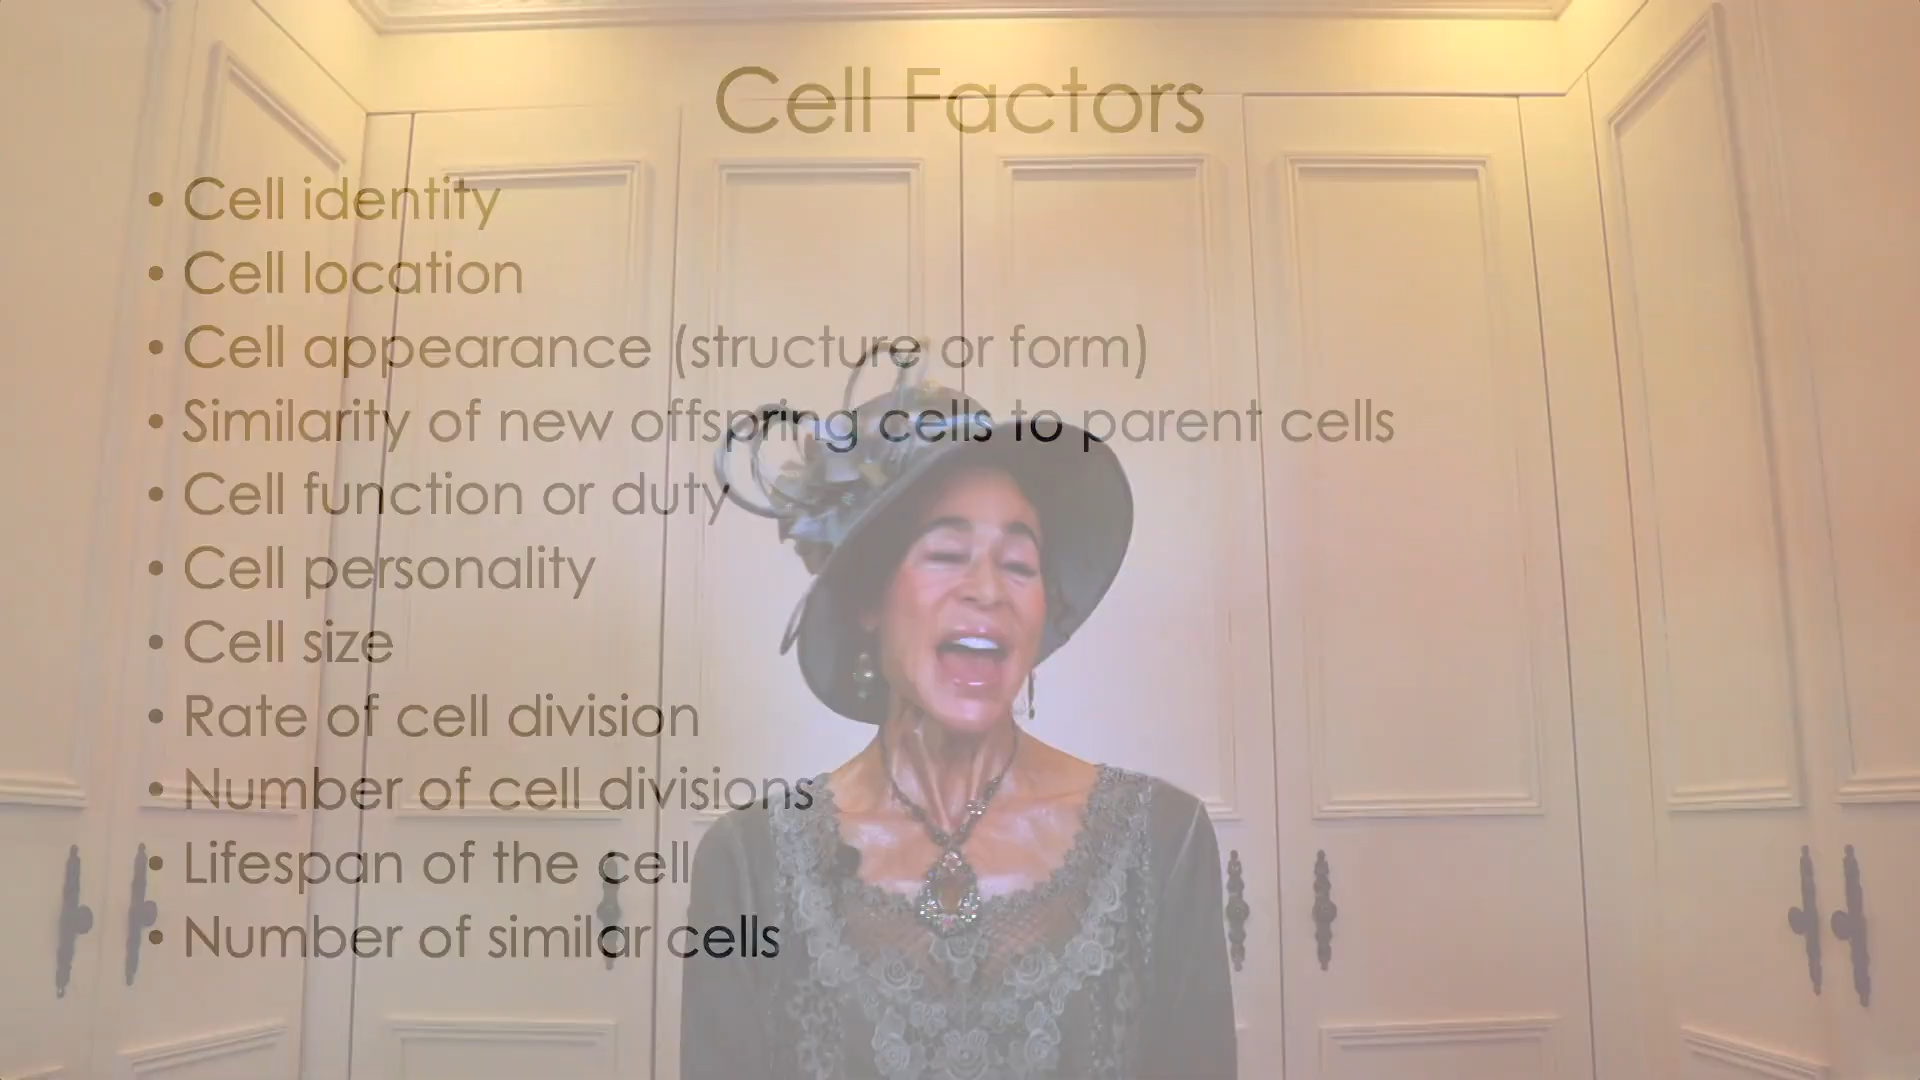 Cell Factors
• Cell identity
• Cell location
• Cell appearance (structure or form)
• Similarity of new offspring cells to parent cells
• Cell function or duty
• Cell personality
• Cell size
• Rate of cell division
• Number of cell divisions
• Lifespan of the cell
• Number of similar cells